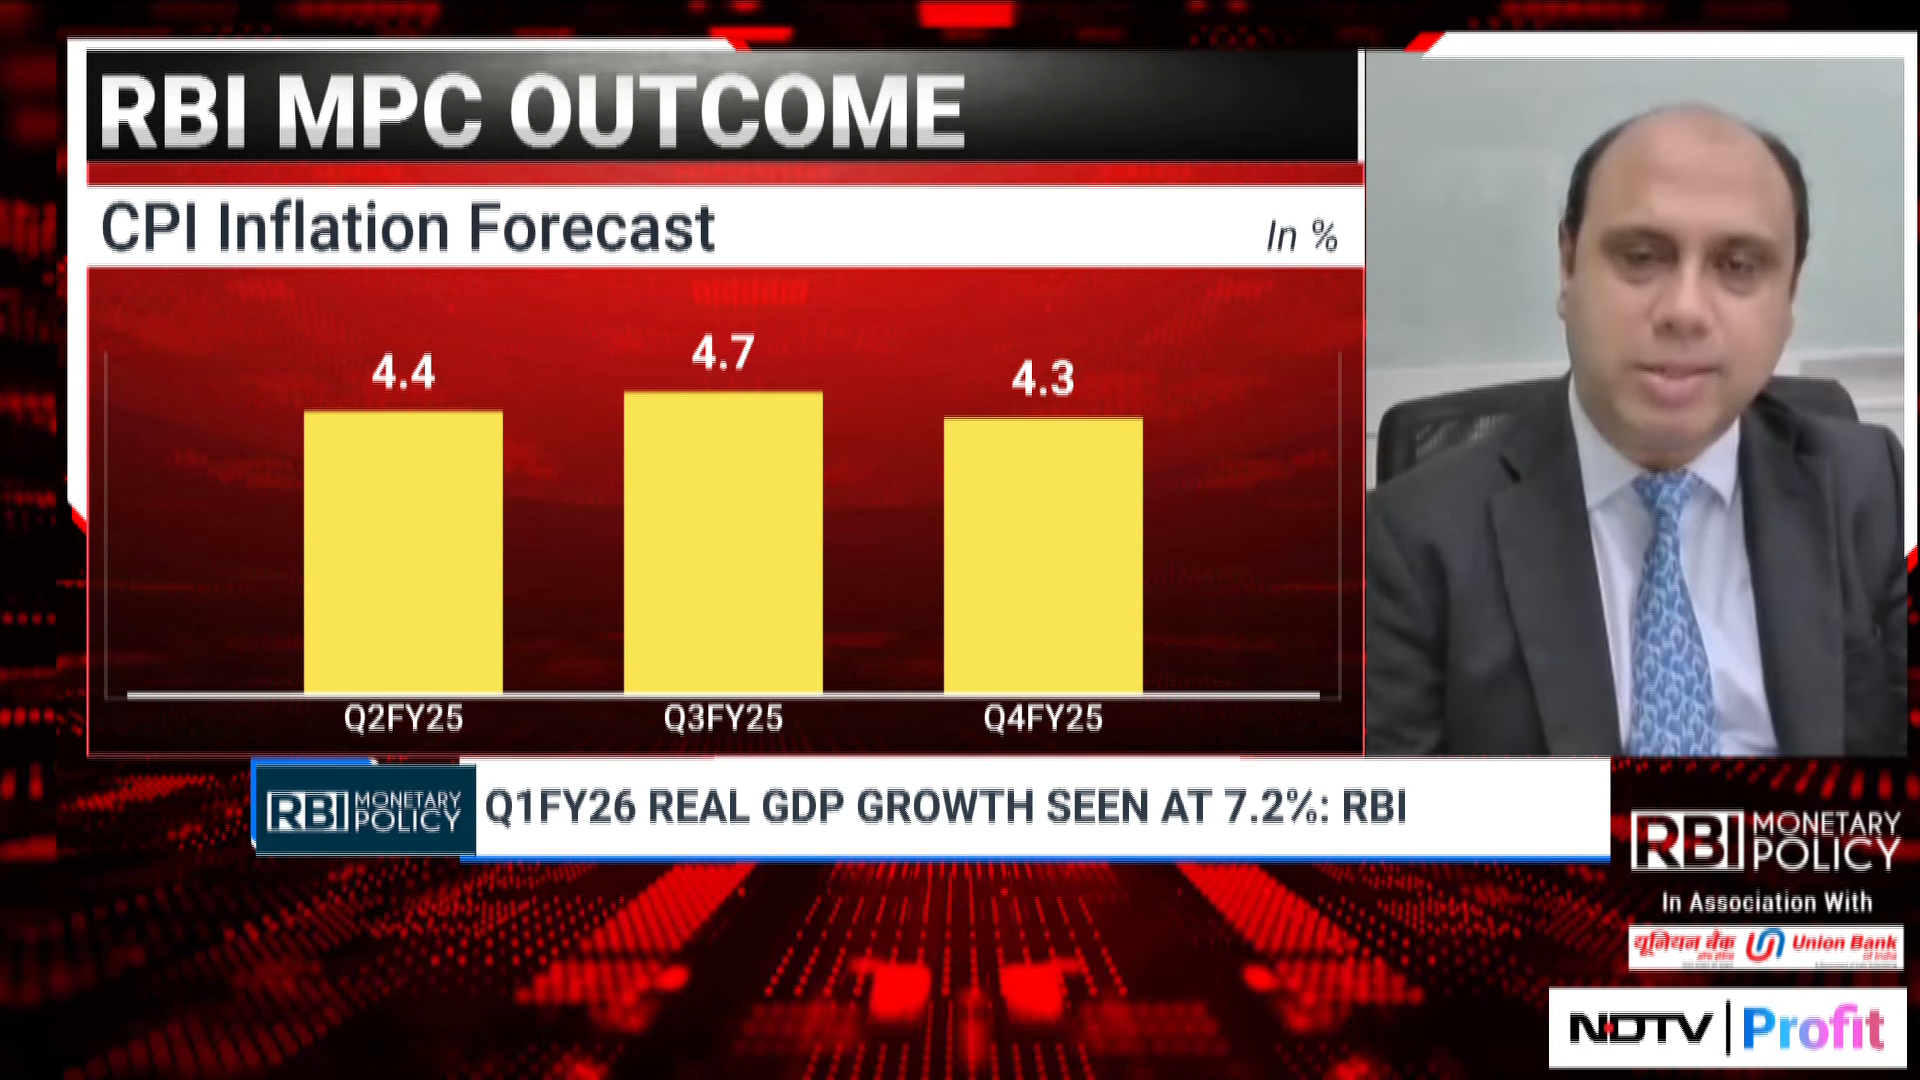 RBI MPC OUTCOME
CPI Inflation Forecast
In %
4.4
4.7
4.3
Q2FY25
Q3FY25
Q4FY25
RBI MONETARY POLICY
Q1FY26 REAL GDP GROWTH SEEN AT 7.2%: RBI
RBI MONETARY POLICY
In Association With
यूनियन बैंक
Union Bank
of India
NDTV | Profit